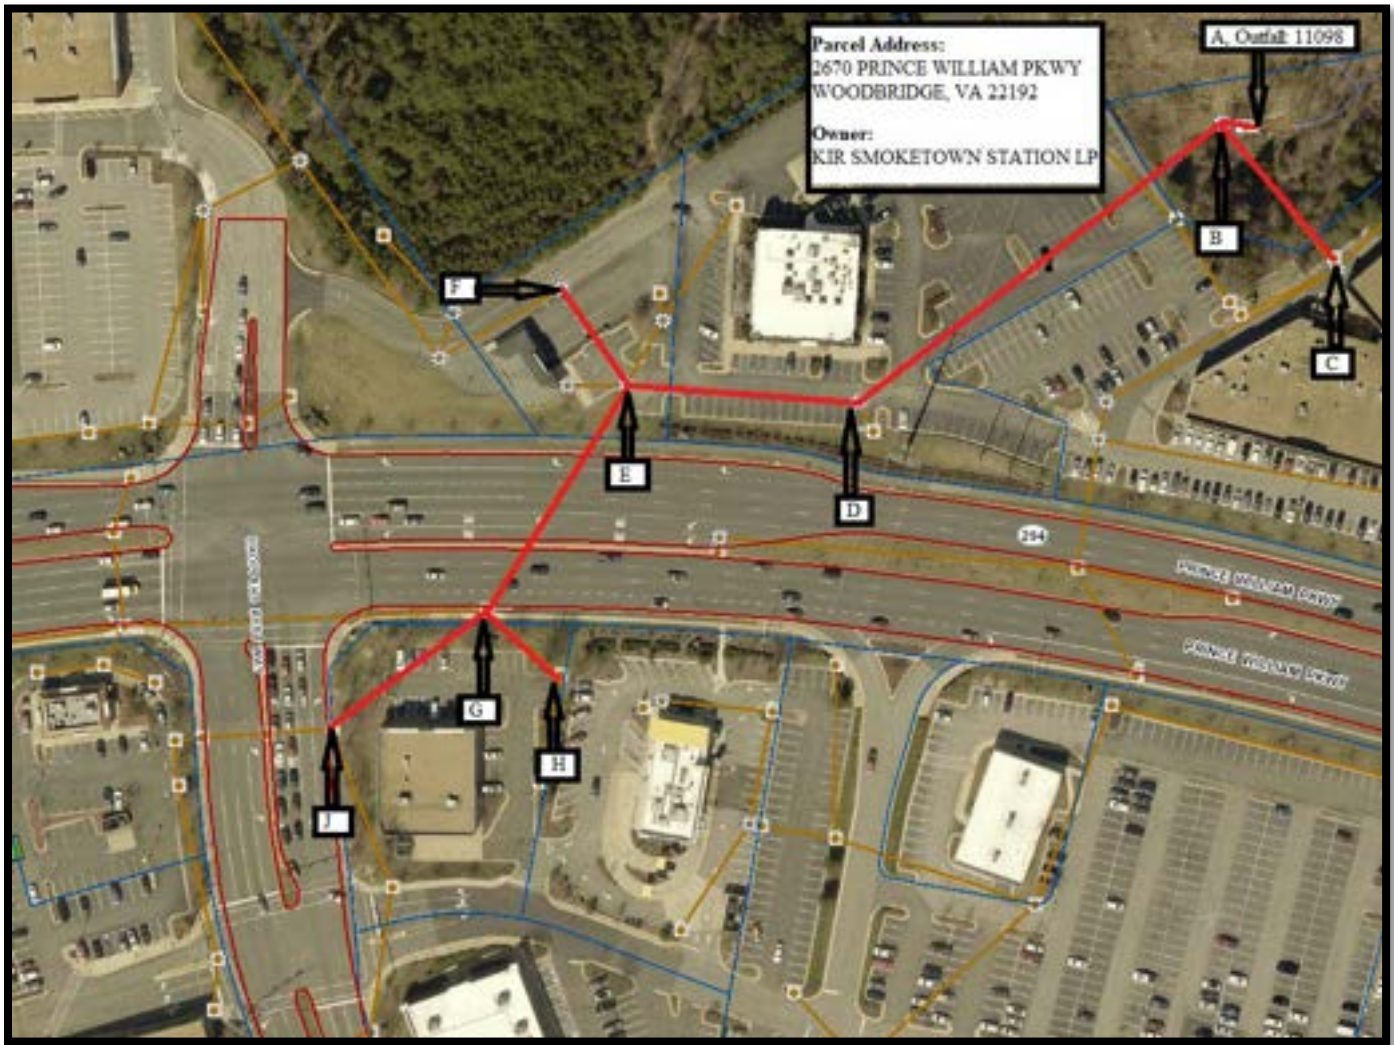 Parcel Address:
2670 PRINCE WILLIAM PKWY
WOODBRIDGE, VA 22192
Owner:
KIR SMOKETOWN STATION LP
A, Outfall: 11098
B
C
F
E
D
294
PRINCE WILLIAM PKWY
PRINCE WILLIAM PKWY
G
H
J